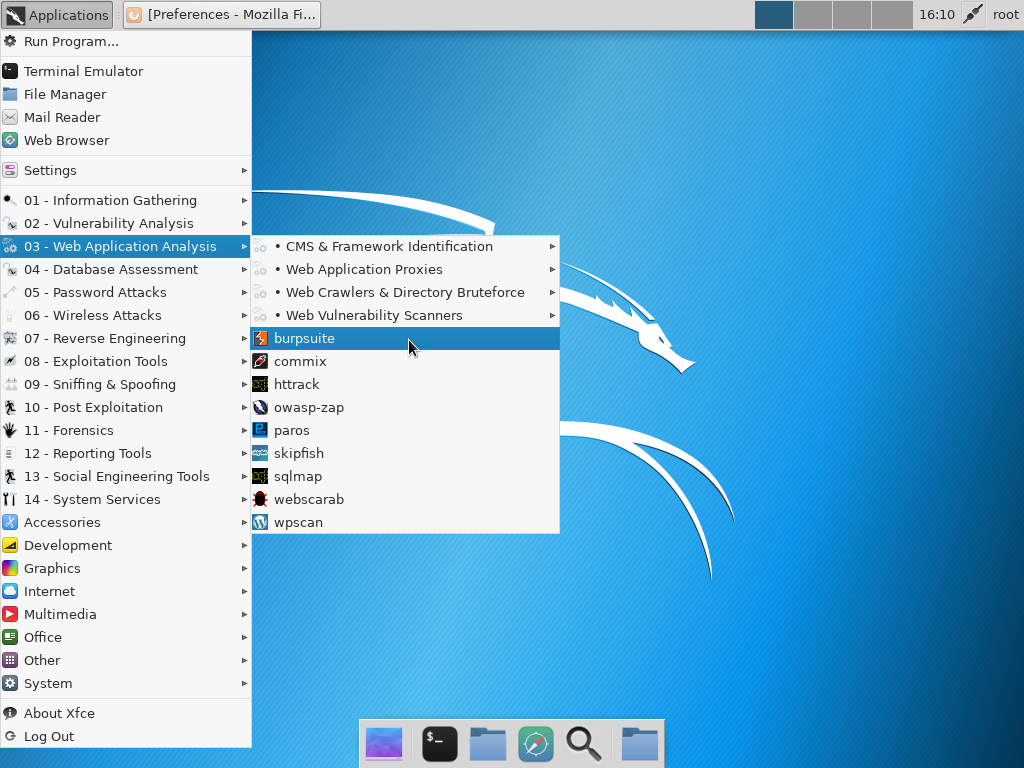 Applications
[Preferences - Mozilla Fi...
16:10
root
Run Program...
Terminal Emulator
File Manager
Mail Reader
Web Browser
Settings
01 - Information Gathering
02 - Vulnerability Analysis
03 - Web Application Analysis
04 - Database Assessment
05 - Password Attacks
06 - Wireless Attacks
07 - Reverse Engineering
08 - Exploitation Tools
09 - Sniffing & Spoofing
10 - Post Exploitation
11 - Forensics
12 - Reporting Tools
13 - Social Engineering Tools
14 - System Services
Accessories
Development
Graphics
Internet
Multimedia
Office
Other
System
About Xfce
Log Out
• CMS & Framework Identification
• Web Application Proxies
• Web Crawlers & Directory Bruteforce
• Web Vulnerability Scanners
burpsuite
commix
httrack
owasp-zap
paros
skipfish
sqlmap
webscarab
wpscan
$_